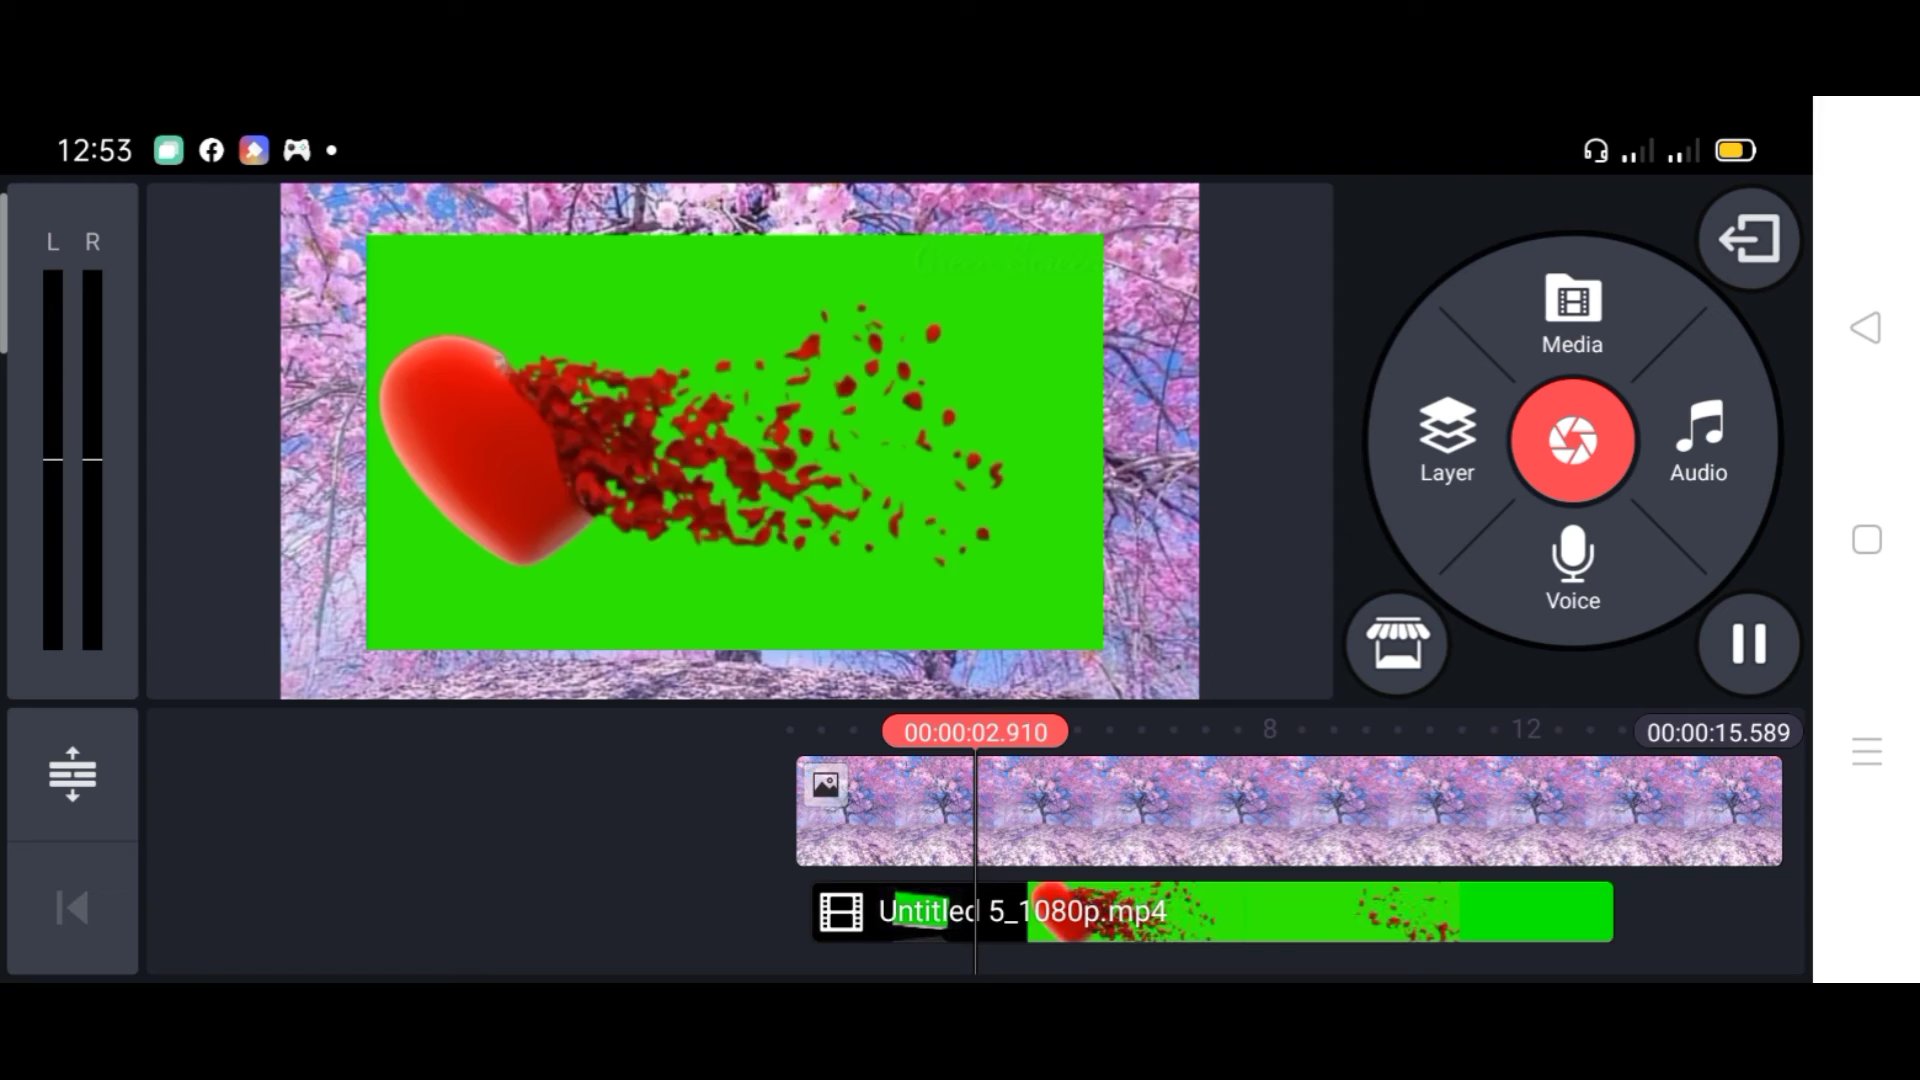 12:53
L R
Media
Layer
Audio
Voice
00:00:02.910
8
12
00:00:15.589
Untitled 5_1080p.mp4